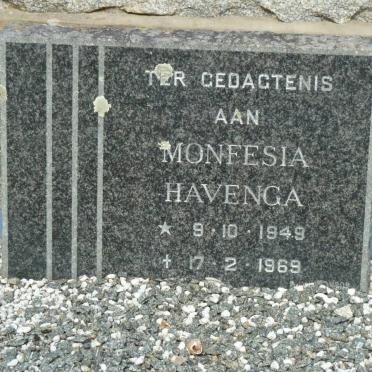 TER GEDAGTENIS
AAN
MONFESIA
HAVENGA
★ 9·10·1949
✝ 17·2·1969